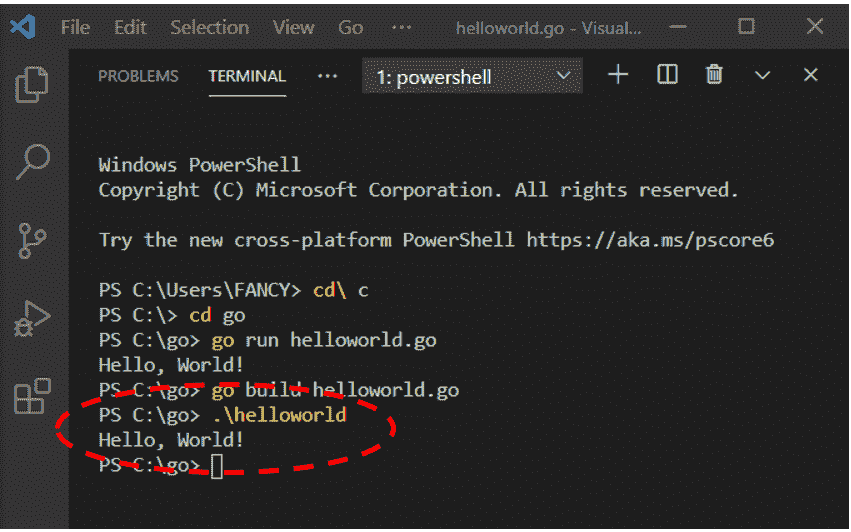 File Edit Selection View Go ··· helloworld.go - Visual...
PROBLEMS TERMINAL ··· 1: powershell
Windows PowerShell
Copyright (C) Microsoft Corporation. All rights reserved.
Try the new cross-platform PowerShell https://aka.ms/pscore6
PS C:\Users\FANCY> cd\ c
PS C:\> cd go
PS C:\go> go run helloworld.go
Hello, World!
PS C:\go> go build helloworld.go
PS C:\go> .\helloworld
Hello, World!
PS C:\go>